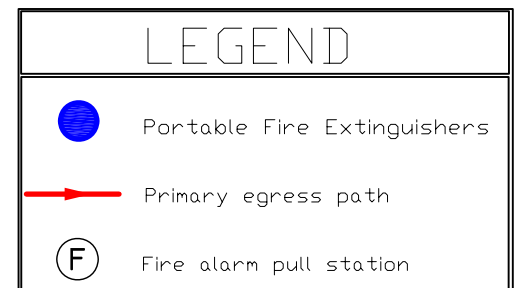 LEGEND
Portable Fire Extinguishers
Primary egress path
F Fire alarm pull station